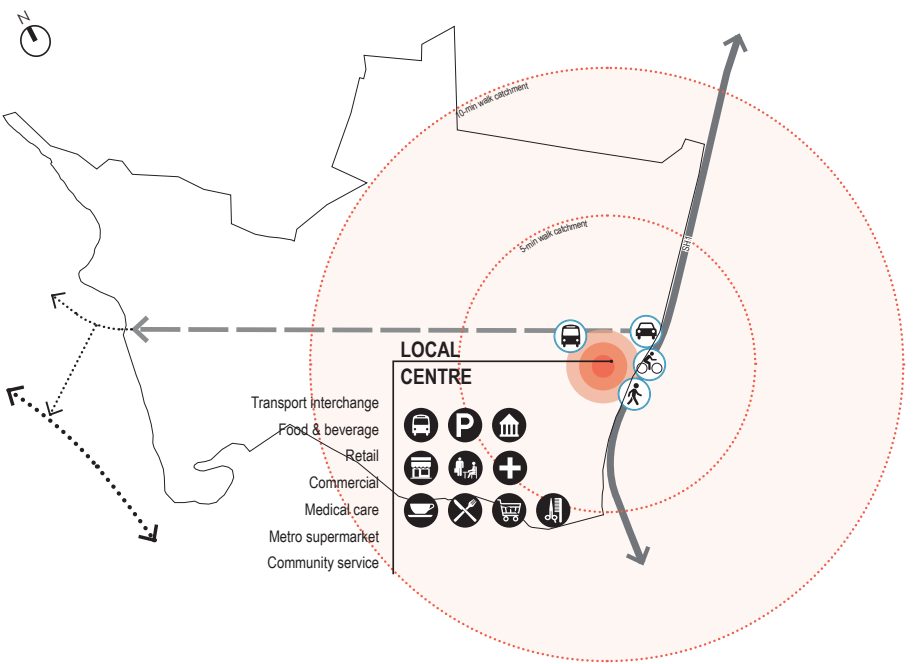 N
10-min walk catchment
5-min walk catchment
SH1
LOCAL
CENTRE
Transport interchange
Food & beverage
Retail
Commercial
Medical care
Metro supermarket
Community service
P